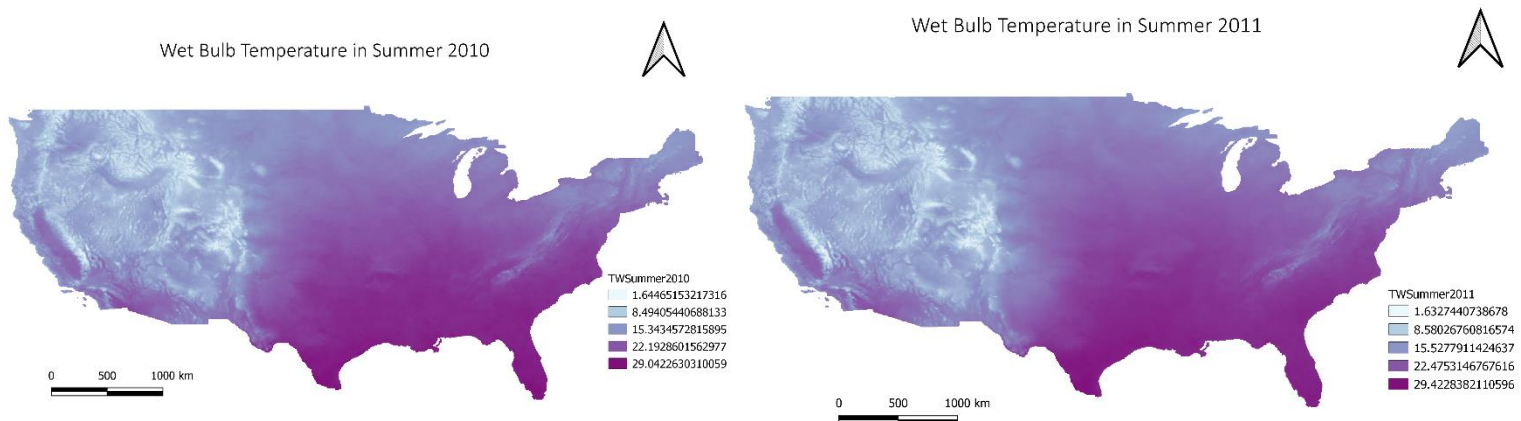 Wet Bulb Temperature in Summer 2010
TWSummer2010
1.64465153217316
8.49405440688133
15.3434572815895
22.1928601562977
29.0422630310059
0 500 1000 km
Wet Bulb Temperature in Summer 2011
TWSummer2011
1.6327440738678
8.58026760816574
15.5277911424637
22.4753146767616
29.4228382110596
0 500 1000 km